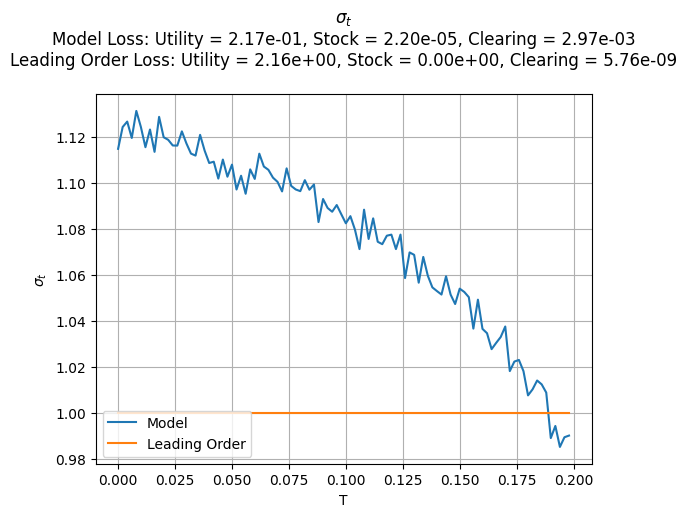 σt
Model Loss: Utility = 2.17e-01, Stock = 2.20e-05, Clearing = 2.97e-03
Leading Order Loss: Utility = 2.16e+00, Stock = 0.00e+00, Clearing = 5.76e-09
1.12
1.10
1.08
1.06
1.04
1.02
1.00
0.98
σt
Model
Leading Order
0.000 0.025 0.050 0.075 0.100 0.125 0.150 0.175 0.200
T